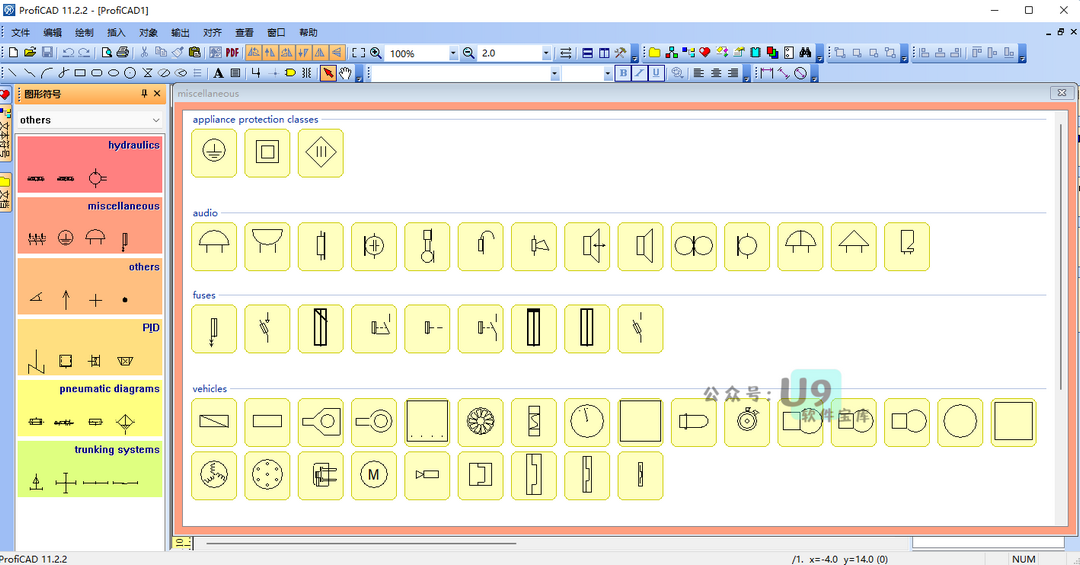 ProfiCAD 11.2.2 - [ProfiCAD1]
文件 编辑 绘制 插入 对象 输出 对齐 查看 窗口 帮助
PDF 100% 2.0
A B I U
图形符号
miscellaneous
others
文本符号
文档
hydraulics
miscellaneous
others
PID
pneumatic diagrams
trunking systems
appliance protection classes
audio
fuses
vehicles
M
公众号：U9
软件宝库
10
ProfiCAD 11.2.2
/1. x=-4.0 y=14.0 (0)
NUM